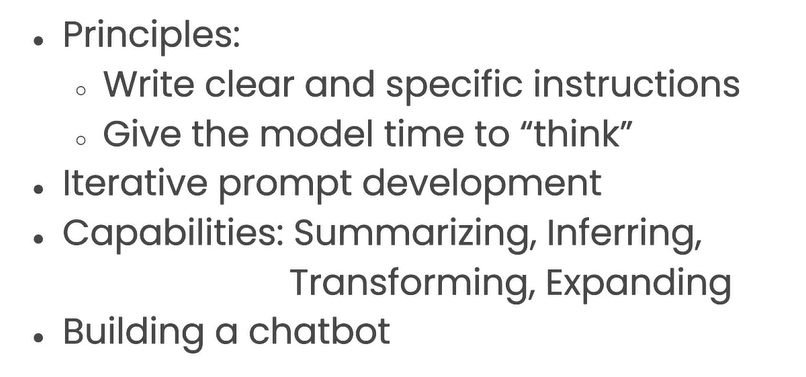 • Principles:
◦ Write clear and specific instructions
◦ Give the model time to “think”
• Iterative prompt development
• Capabilities: Summarizing, Inferring,
Transforming, Expanding
• Building a chatbot